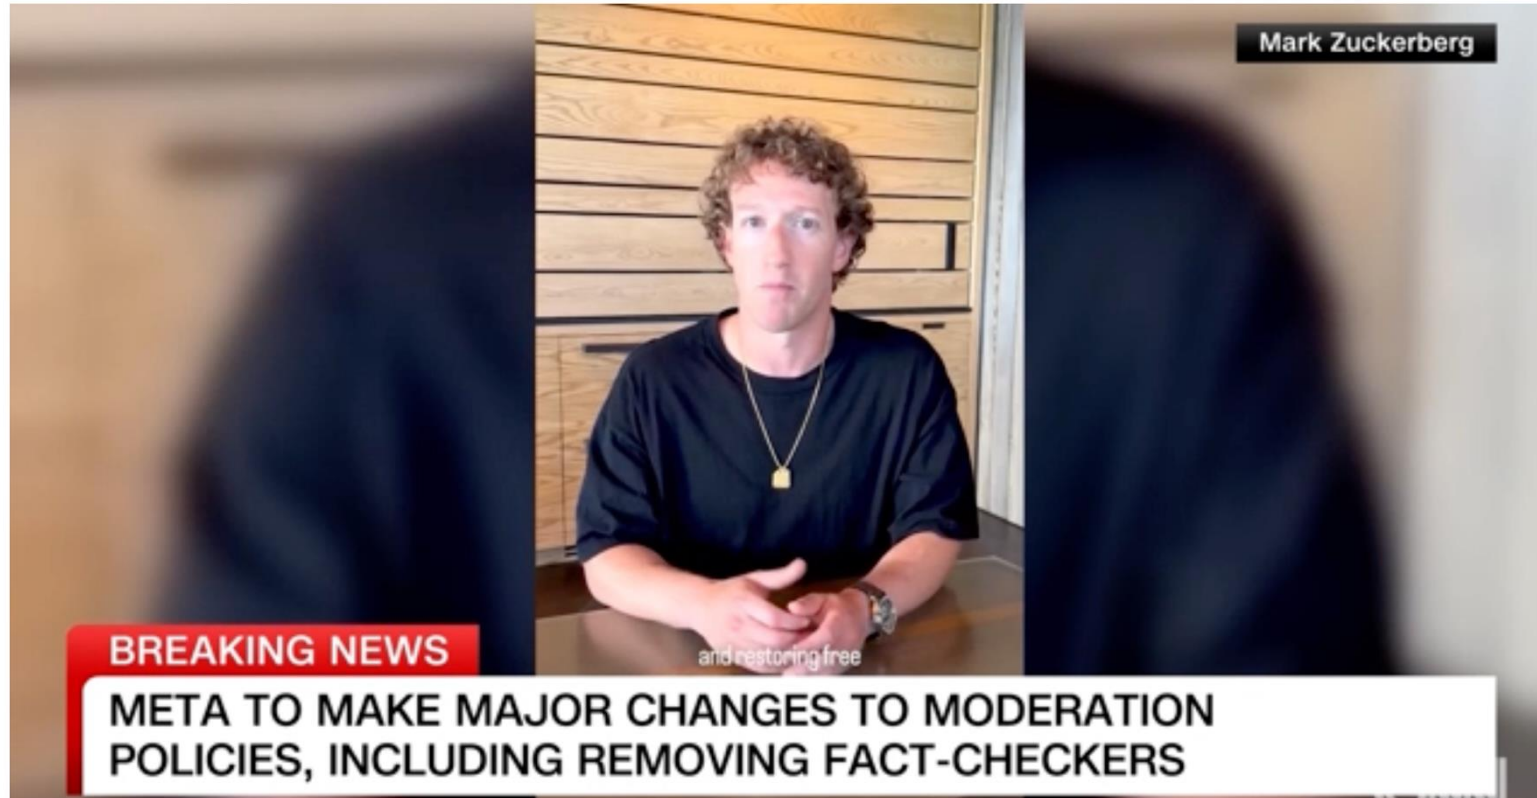 Mark Zuckerberg
and restoring free
BREAKING NEWS
META TO MAKE MAJOR CHANGES TO MODERATION
POLICIES, INCLUDING REMOVING FACT-CHECKERS